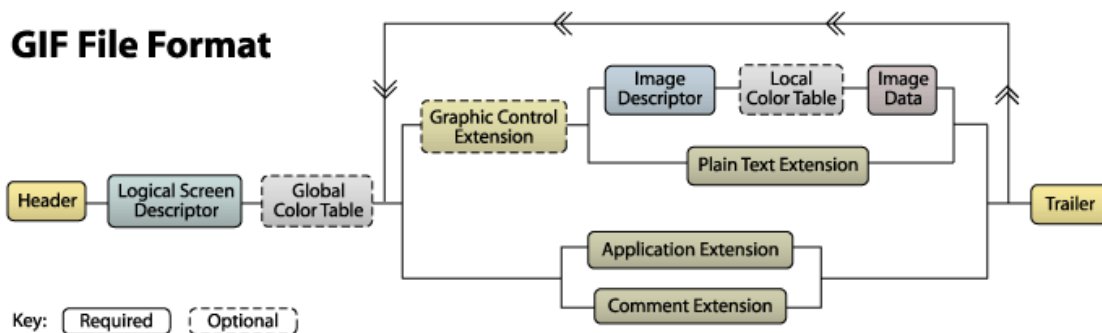 GIF File Format
Image
Descriptor
Local
Color Table
Image
Data
Graphic Control
Extension
Plain Text Extension
Header
Logical Screen
Descriptor
Global
Color Table
Trailer
Application Extension
Comment Extension
Key: Required Optional